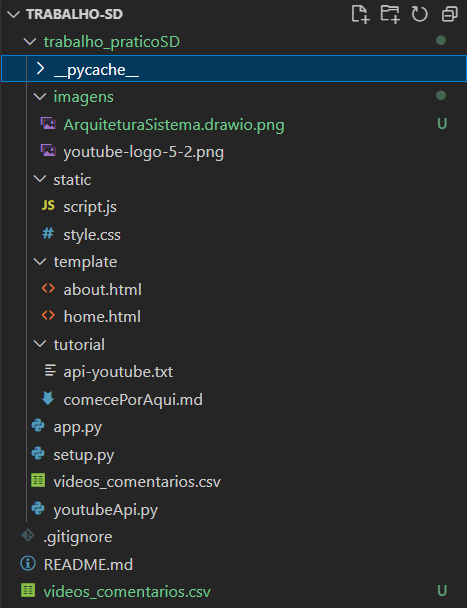 TRABALHO-SD
trabalho_praticoSD
__pycache__
imagens
ArquiteturaSistema.drawio.png U
youtube-logo-5-2.png
static
JS script.js
# style.css
template
<> about.html
<> home.html
tutorial
api-youtube.txt
comecePorAqui.md
app.py
setup.py
videos_comentarios.csv
youtubeApi.py
.gitignore
README.md
videos_comentarios.csv U